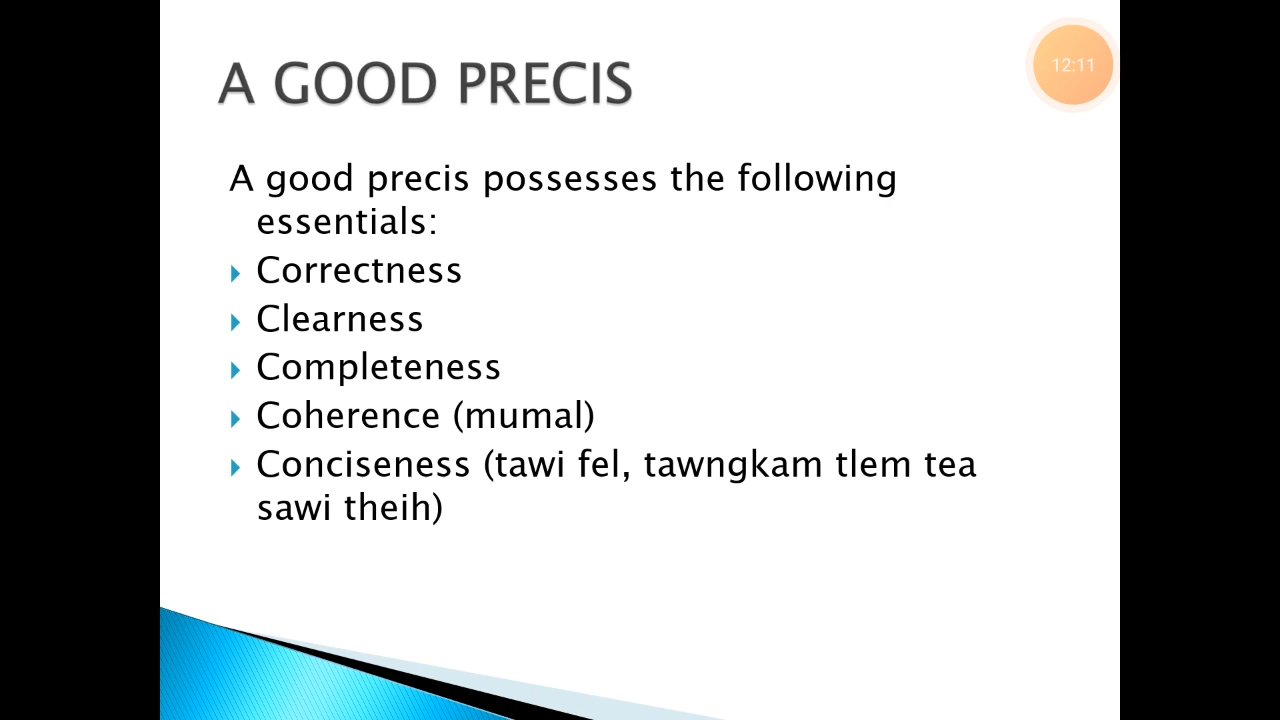 A GOOD PRECIS
12:11
A good precis possesses the following
essentials:
Correctness
Clearness
Completeness
Coherence (mumal)
Conciseness (tawi fel, tawngkam tlem tea
sawi theih)